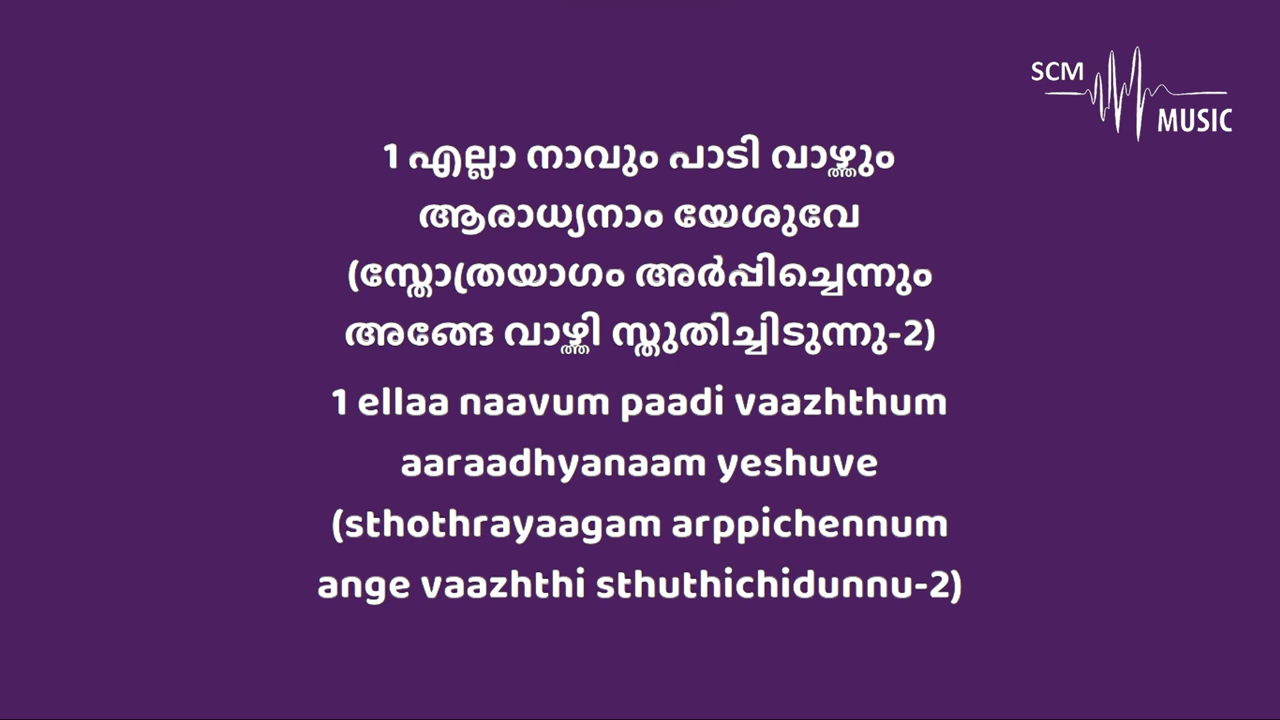 SCM
MUSIC
1 എല്ലാ നാവും പാടി വാഴ്ത്തും
ആരാധ്യനാം യേശുവേ
(സ്തോത്രയാഗം അർപ്പിച്ചെന്നും
അങ്ങേ വാഴ്ത്തി സ്തുതിച്ചിടുന്നു-2)
1 ellaa naavum paadi vaazhthum
aaraadhyanaam yeshuve
(sthothrayaagam arppichennum
ange vaazhthi sthuthichidunnu-2)